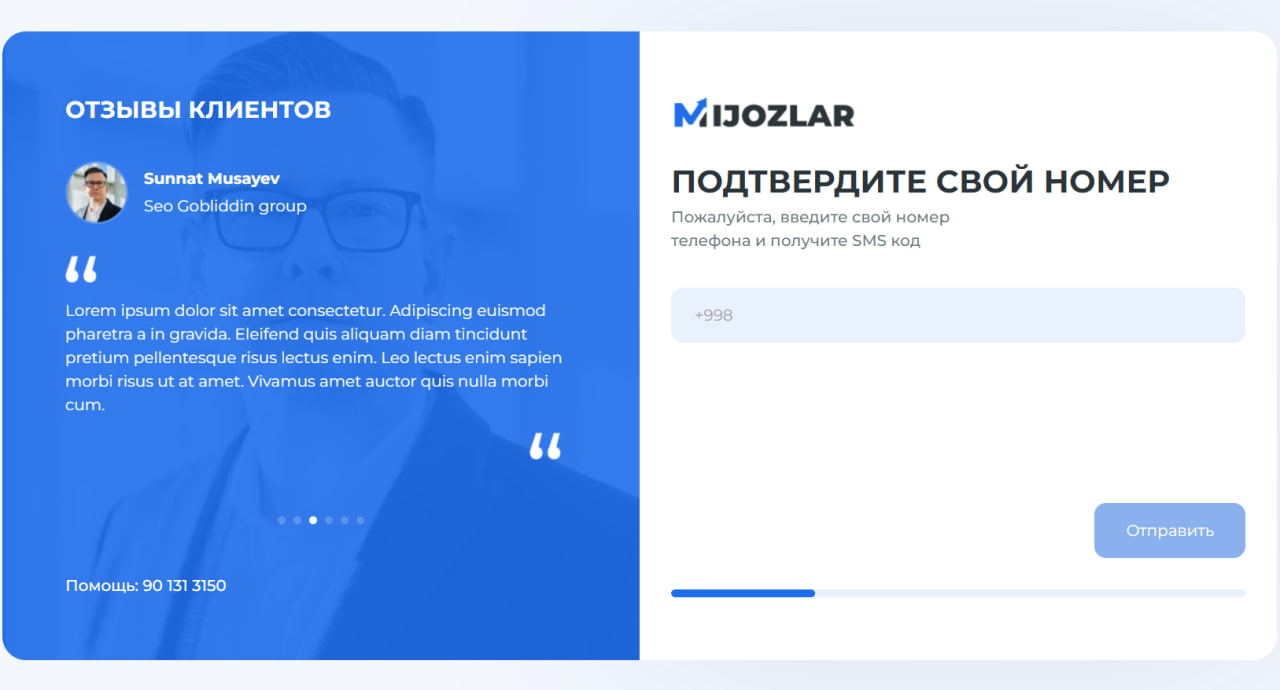 ОТЗЫВЫ КЛИЕНТОВ
Sunnat Musayev
Seo Gobliddin group
“
Lorem ipsum dolor sit amet consectetur. Adipiscing euismod
pharetra a in gravida. Eleifend quis aliquam diam tincidunt
pretium pellentesque risus lectus enim. Leo lectus enim sapien
morbi risus ut at amet. Vivamus amet auctor quis nulla morbi
cum.
“
Помощь: 90 131 3150
MIJOZLAR
ПОДТВЕРДИТЕ СВОЙ НОМЕР
Пожалуйста, введите свой номер
телефона и получите SMS код
+998
Отправить